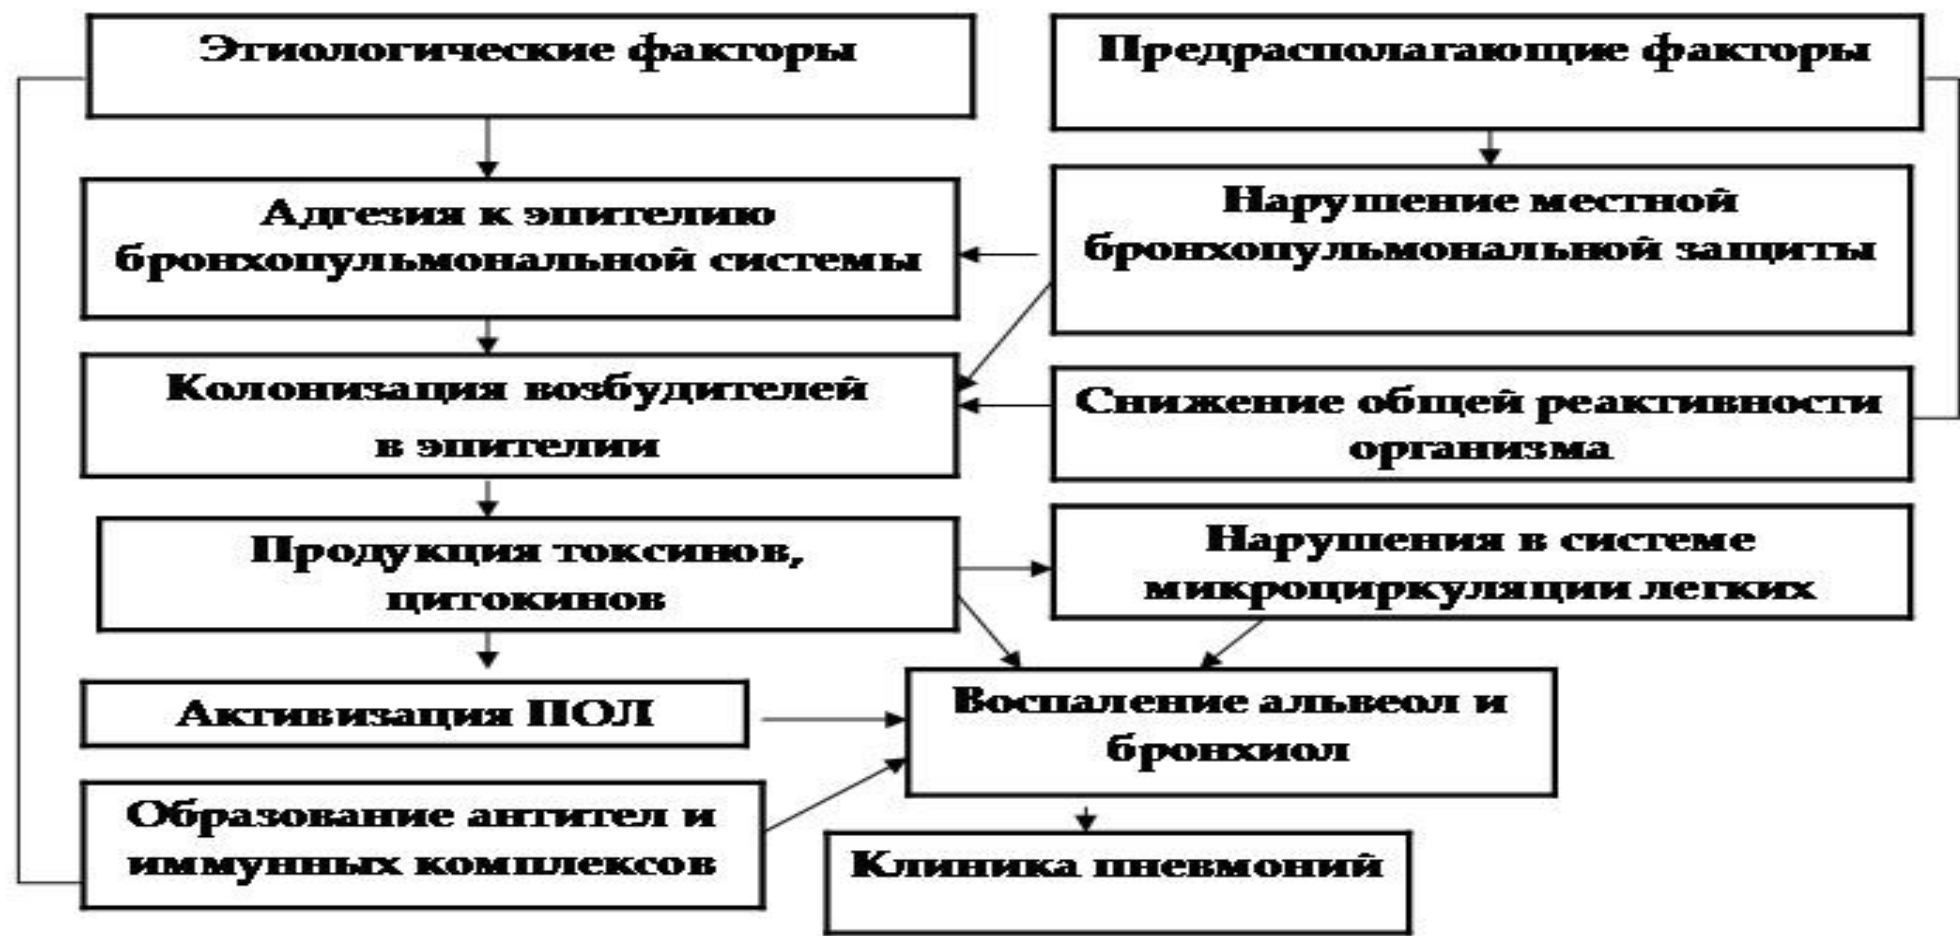 Этиологические факторы
Предрасполагающие факторы
Адгезия к эпителию
бронхопульмональной системы
Нарушение местной
бронхопульмональной защиты
Колонизация возбудителей
в эпителии
Снижение общей реактивности
организма
Продукция токсинов,
цитокинов
Нарушения в системе
микроциркуляции легких
Активизация ПОЛ
Воспаление альвеол и
бронхиол
Образование антител и
иммунных комплексов
Клиника пневмоний